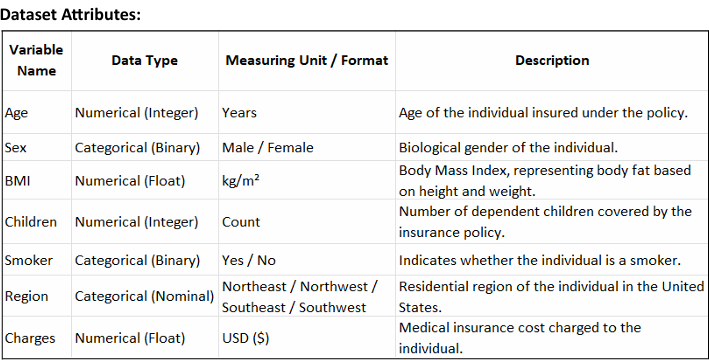 Dataset Attributes:
Variable Name Data Type Measuring Unit / Format Description
Age Numerical (Integer) Years Age of the individual insured under the policy.
Sex Categorical (Binary) Male / Female Biological gender of the individual.
BMI Numerical (Float) kg/m² Body Mass Index, representing body fat based on height and weight.
Children Numerical (Integer) Count Number of dependent children covered by the insurance policy.
Smoker Categorical (Binary) Yes / No Indicates whether the individual is a smoker.
Region Categorical (Nominal) Northeast / Northwest / Southeast / Southwest Residential region of the individual in the United States.
Charges Numerical (Float) USD ($) Medical insurance cost charged to the individual.